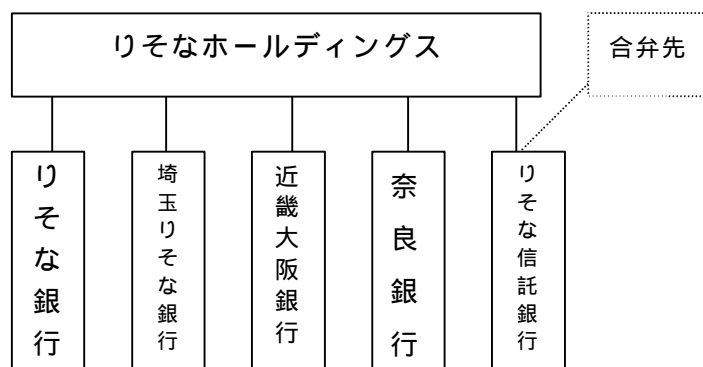 りそなホールディングス
合弁先
りそな銀行
埼玉りそな銀行
近畿大阪銀行
奈良銀行
りそな信託銀行